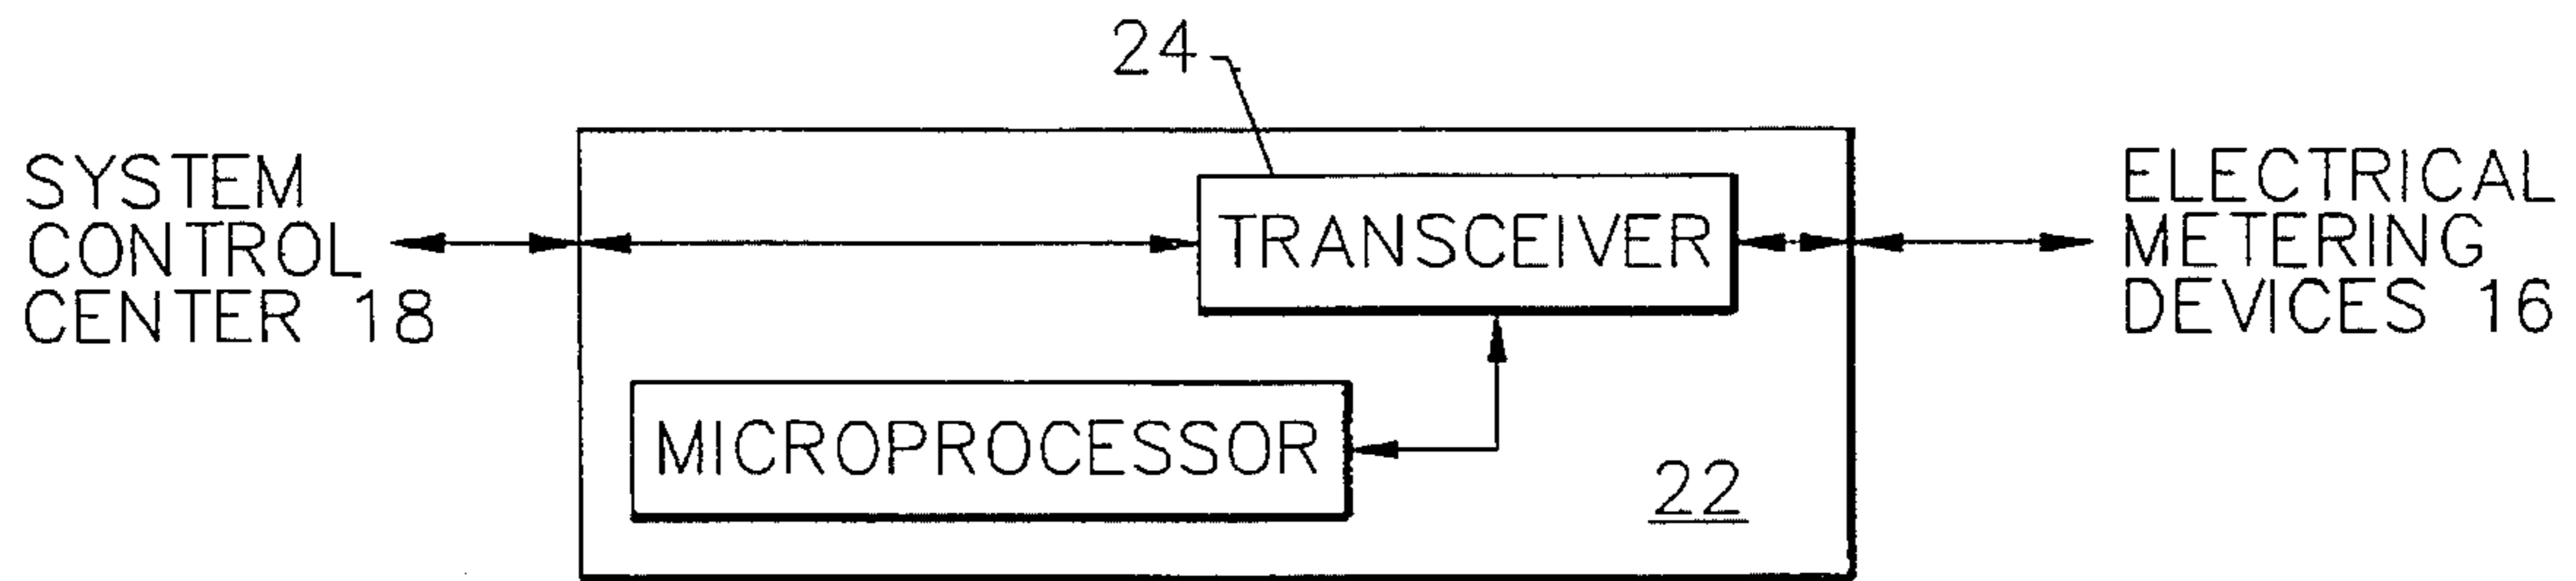 24
SYSTEM
CONTROL
CENTER 18
TRANSCEIVER
ELECTRICAL
METERING
DEVICES 16
MICROPROCESSOR
22